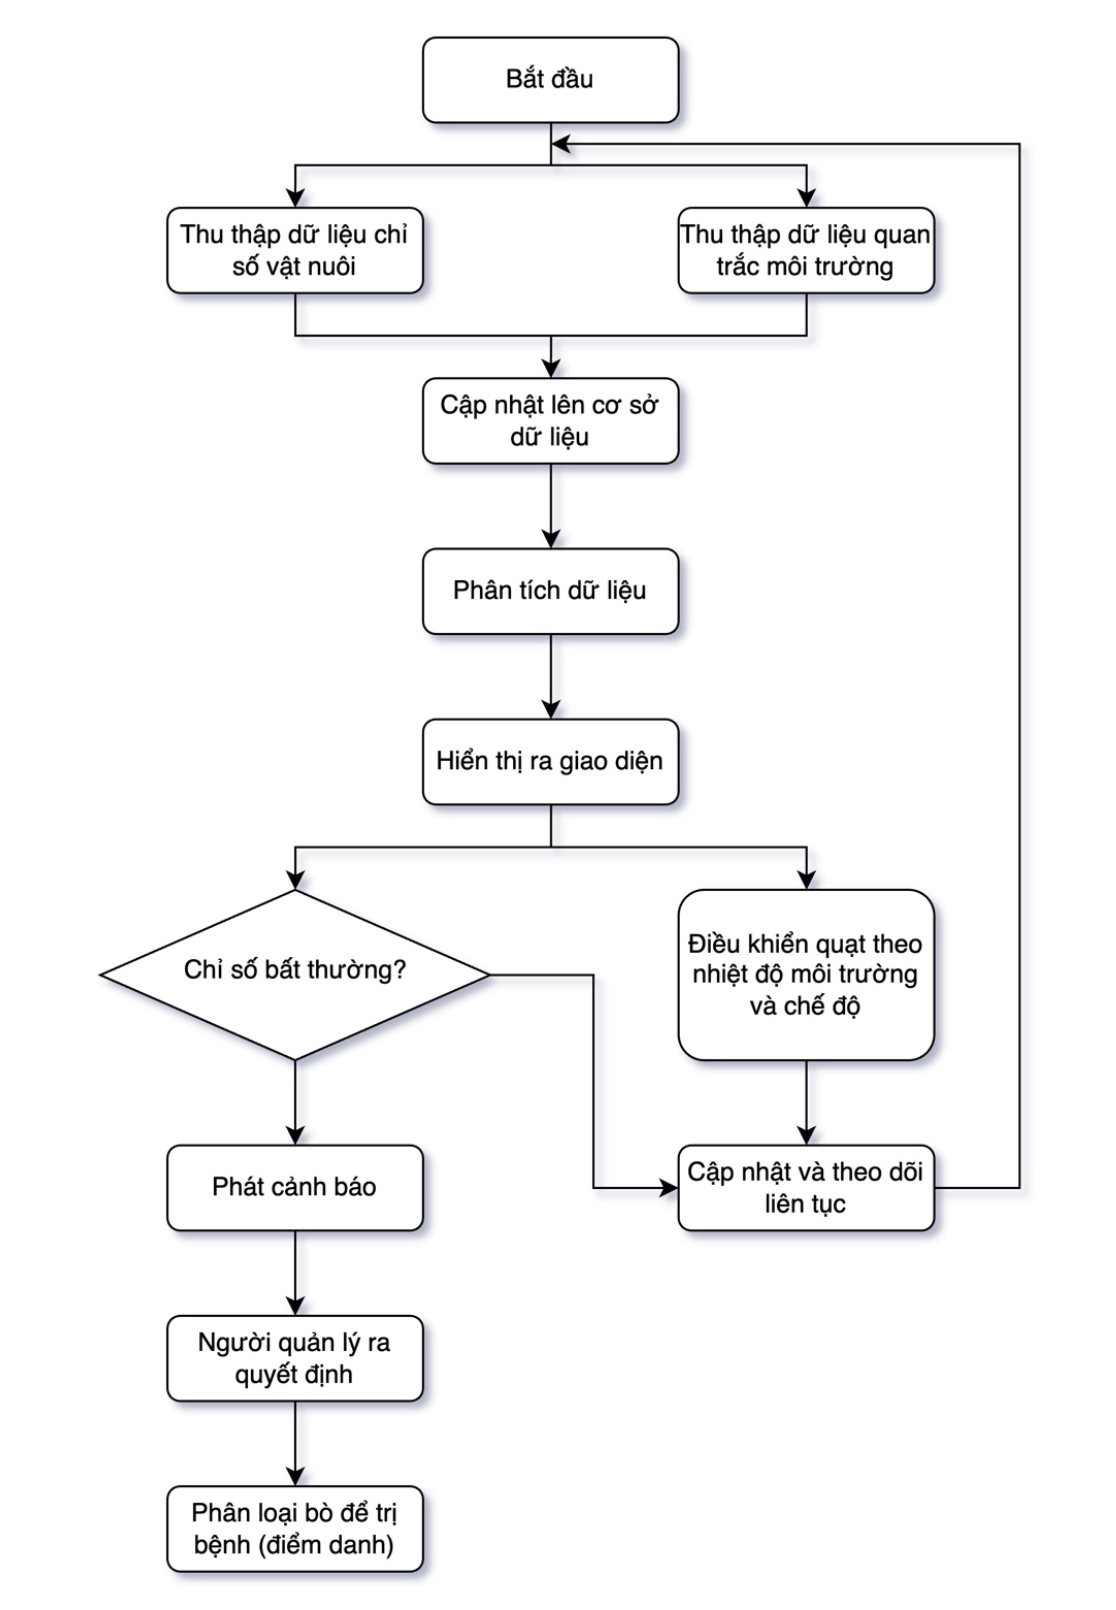 Bắt đầu
Thu thập dữ liệu chỉ
số vật nuôi
Thu thập dữ liệu quan
trắc môi trường
Cập nhật lên cơ sở
dữ liệu
Phân tích dữ liệu
Hiển thị ra giao diện
Chỉ số bất thường?
Điều khiển quạt theo
nhiệt độ môi trường
và chế độ
Phát cảnh báo
Cập nhật và theo dõi
liên tục
Người quản lý ra
quyết định
Phân loại bò để trị
bệnh (điểm danh)